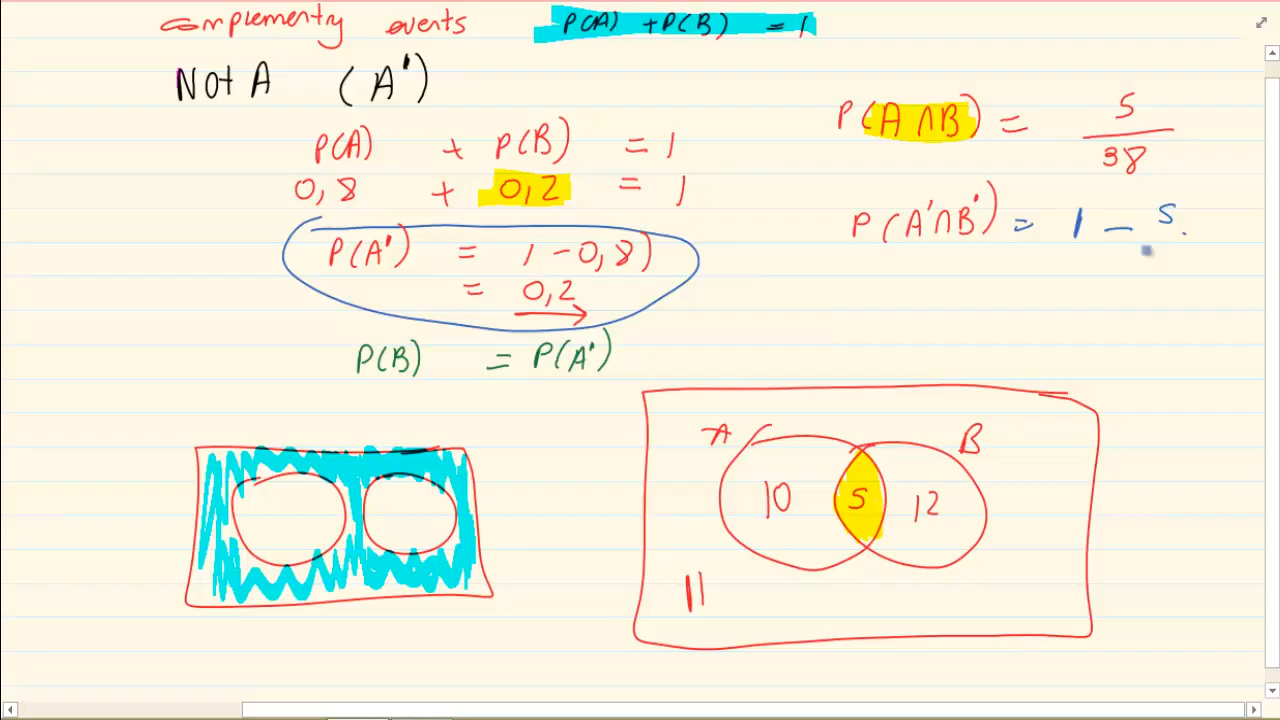 complementry events P(A) + P(B) = 1
Not A (A')
P(A) + P(B) = 1
0,8 + 0,2 = 1
P(A') = 1 - 0,8)
= 0,2
P(B) = P(A')
P(A ∩ B) = 5/38
P(A' ∩ B') = 1 - 5
A B
10 5 12
11